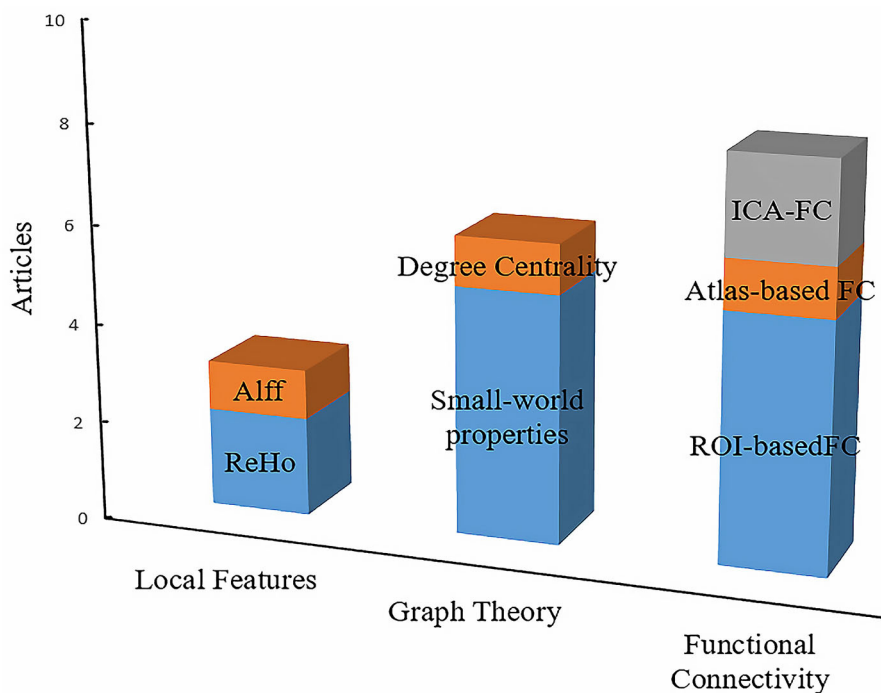 10
8
6
4
2
0
Articles
Alff
ReHo
Degree Centrality
Small-world
properties
ICA-FC
Atlas-based FC
ROI-basedFC
Local Features
Graph Theory
Functional
Connectivity